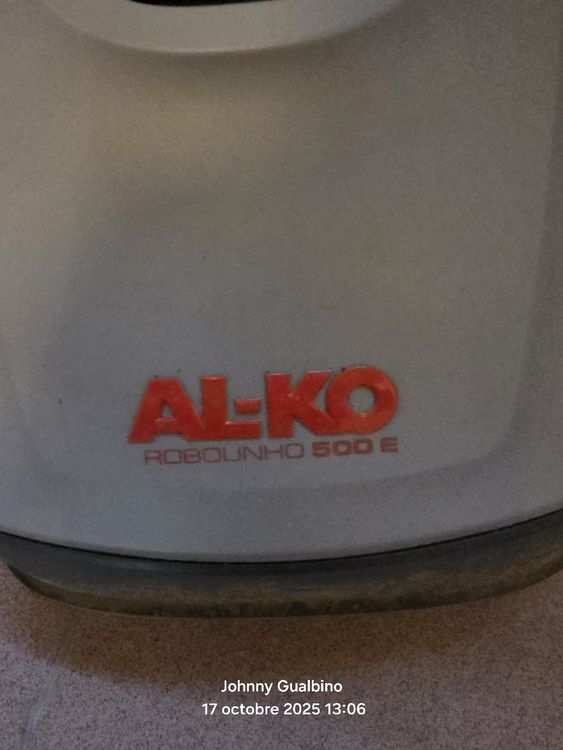 AL-KO
ROBOLINHO 500 E
Johnny Gualbino
17 octobre 2025 13:06